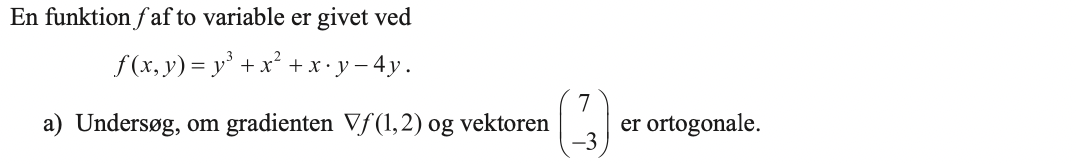 En funktion f af to variable er givet ved
f(x, y) = y³ + x² + x · y − 4y .
a) Undersøg, om gradienten ∇f(1, 2) og vektoren (7 −3) er ortogonale.